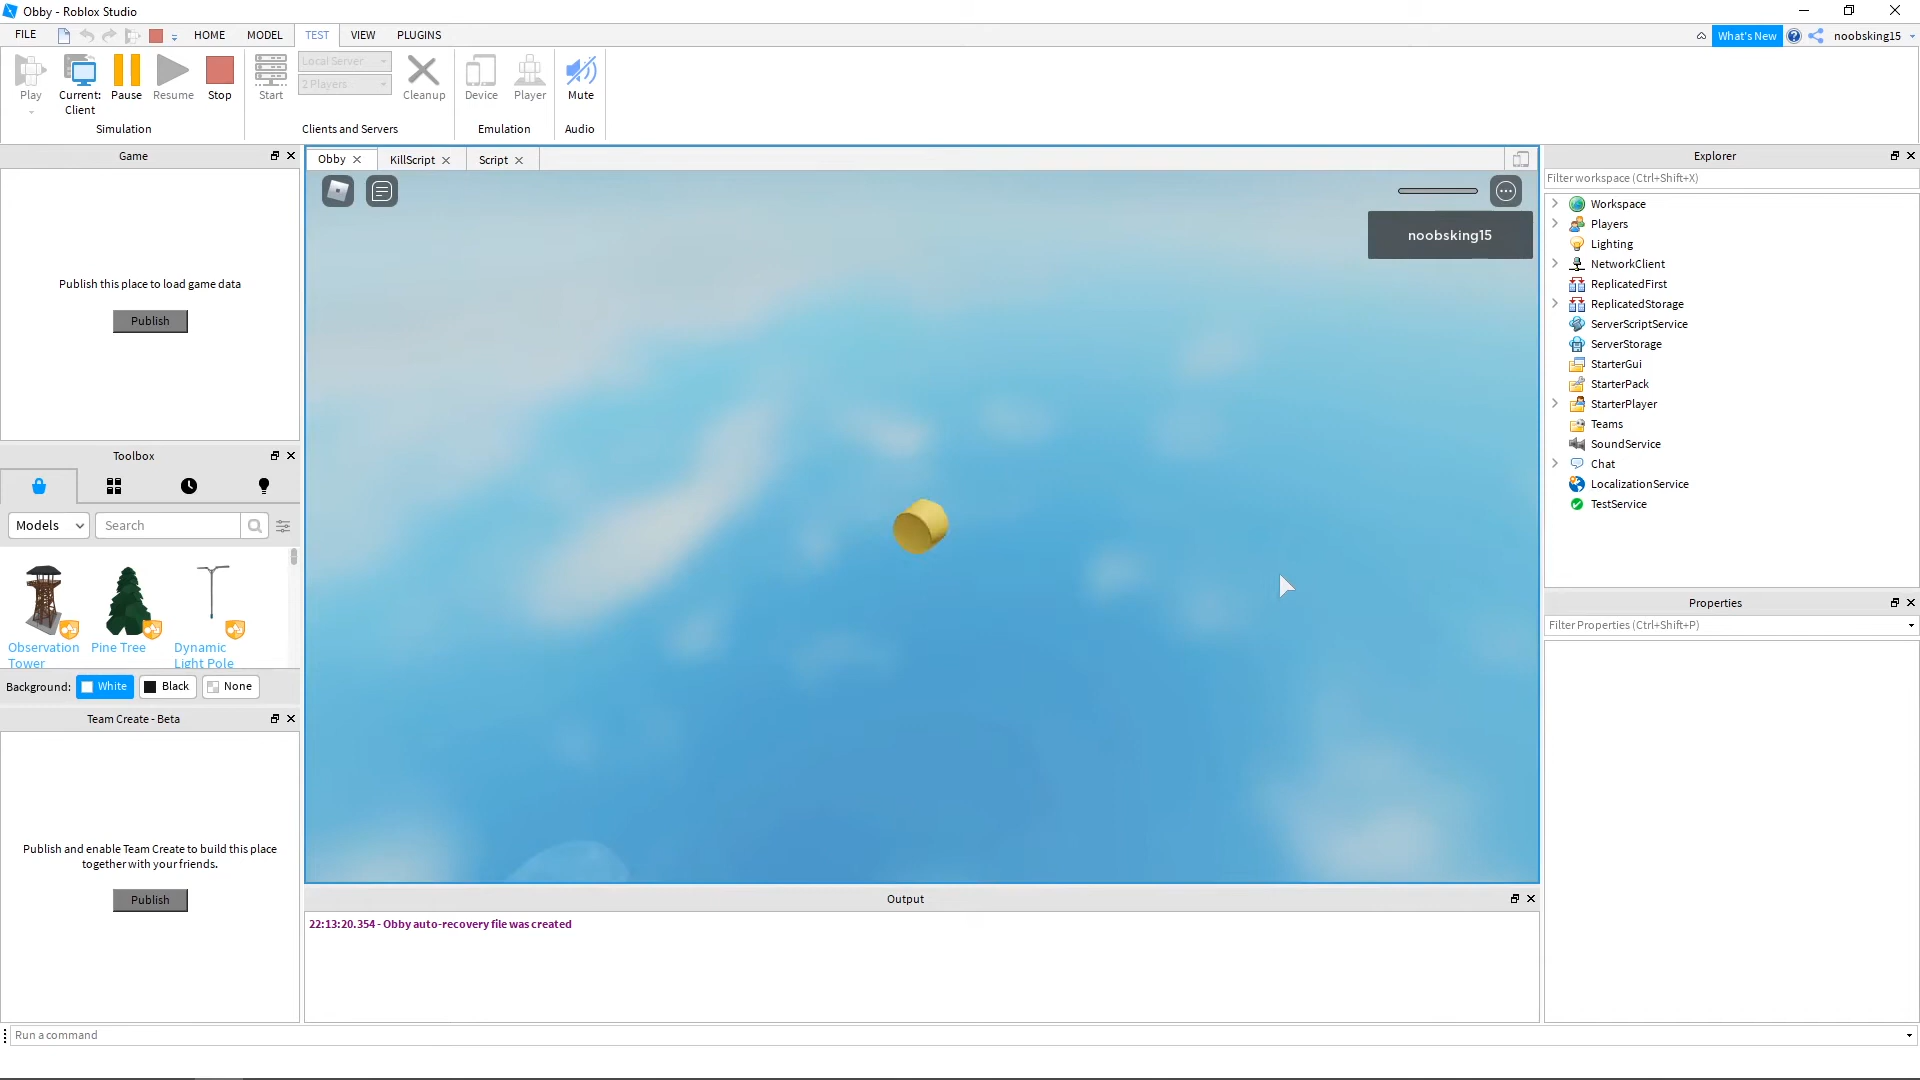 Obby - Roblox Studio
FILE HOME MODEL TEST VIEW PLUGINS What's New noobsking15
Play Current: Client Pause Resume Stop Start Local Server 2 Players Cleanup Device Player Mute
Simulation Clients and Servers Emulation Audio
Game
Publish this place to load game data
Publish
Toolbox
Models Search
Observation Tower
Pine Tree
Dynamic Light Pole
Background: White Black None
Team Create - Beta
Publish and enable Team Create to build this place
together with your friends.
Publish
Obby KillScript Script
noobsking15
Output
22:13:20.354 - Obby auto-recovery file was created
Explorer
Filter workspace (Ctrl+Shift+X)
Workspace
Players
Lighting
NetworkClient
ReplicatedFirst
ReplicatedStorage
ServerScriptService
ServerStorage
StarterGui
StarterPack
StarterPlayer
Teams
SoundService
Chat
LocalizationService
TestService
Properties
Filter Properties (Ctrl+Shift+P)
Run a command